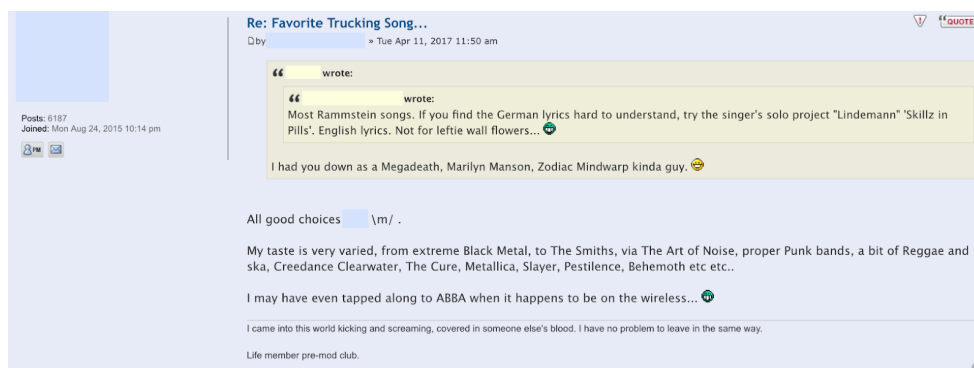 Re: Favorite Trucking Song...
QUOTE
by » Tue Apr 11, 2017 11:50 am
Posts: 6187
Joined: Mon Aug 24, 2015 10:14 pm
PM
wrote:
wrote:
Most Rammstein songs. If you find the German lyrics hard to understand, try the singer's solo project "Lindemann" 'Skillz in
Pills'. English lyrics. Not for leftie wall flowers...
I had you down as a Megadeath, Marilyn Manson, Zodiac Mindwarp kinda guy.
All good choices \m/ .
My taste is very varied, from extreme Black Metal, to The Smiths, via The Art of Noise, proper Punk bands, a bit of Reggae and
ska, Creedance Clearwater, The Cure, Metallica, Slayer, Pestilence, Behemoth etc etc..
I may have even tapped along to ABBA when it happens to be on the wireless...
I came into this world kicking and screaming, covered in someone else's blood. I have no problem to leave in the same way.
Life member pre-mod club.